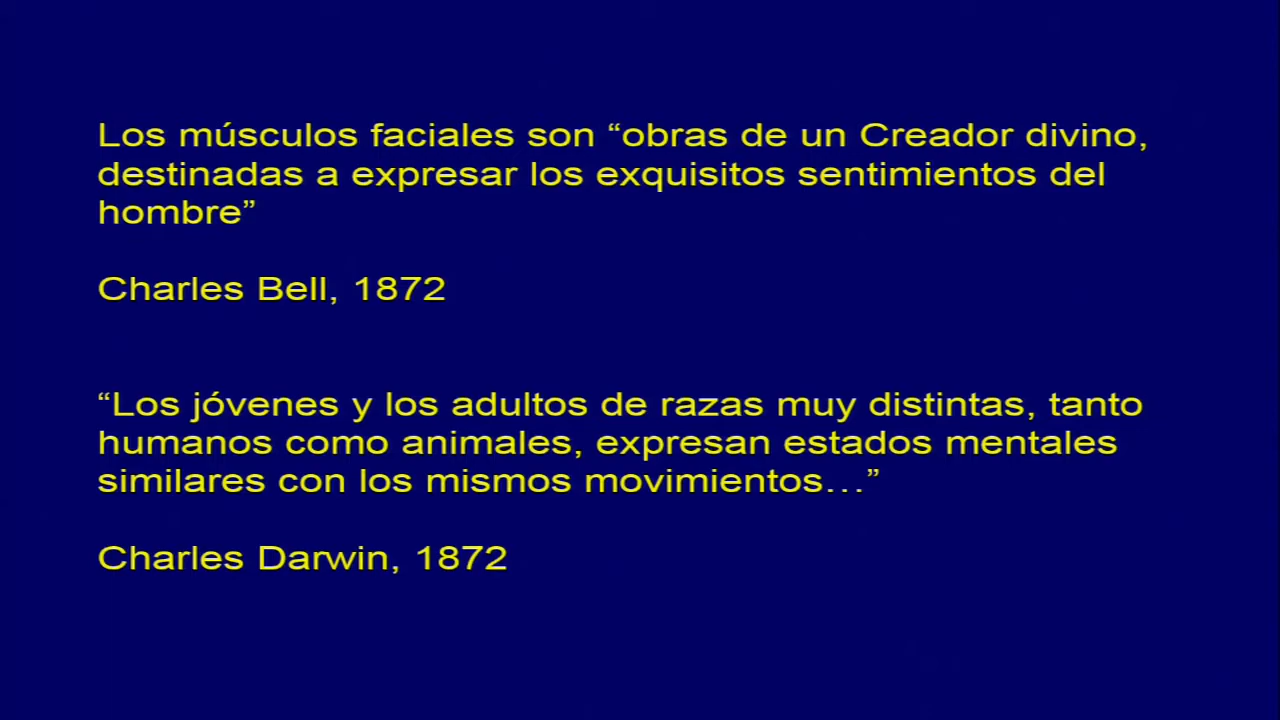 Los músculos faciales son “obras de un Creador divino,
destinadas a expresar los exquisitos sentimientos del
hombre”
Charles Bell, 1872
“Los jóvenes y los adultos de razas muy distintas, tanto
humanos como animales, expresan estados mentales
similares con los mismos movimientos…”
Charles Darwin, 1872